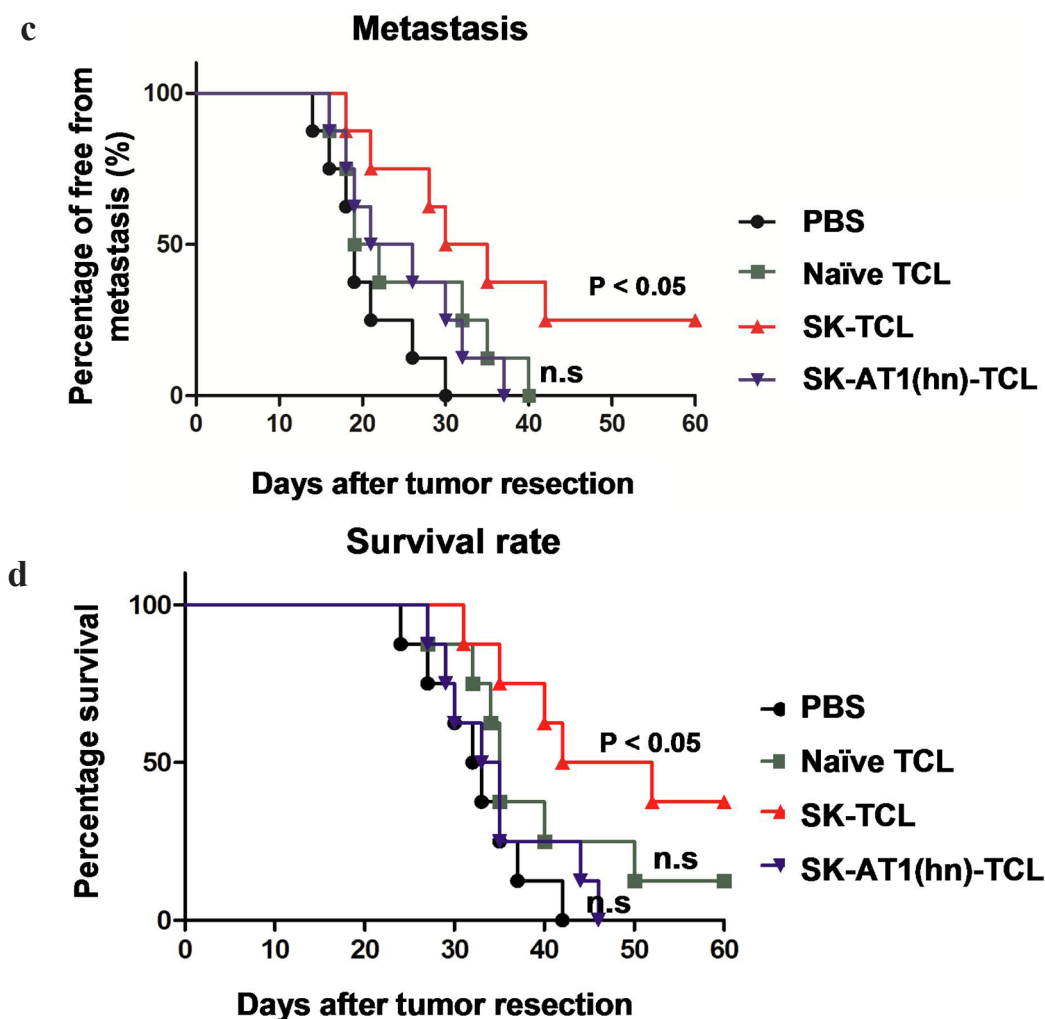 c
Metastasis
Percentage of free from
metastasis (%)
100
50
0
0 10 20 30 40 50 60
P < 0.05
n.s
Days after tumor resection
PBS
Naïve TCL
SK-TCL
SK-AT1(hn)-TCL
d
Survival rate
Percentage survival
100
50
0
0 10 20 30 40 50 60
P < 0.05
n.s
n.s
Days after tumor resection
PBS
Naïve TCL
SK-TCL
SK-AT1(hn)-TCL